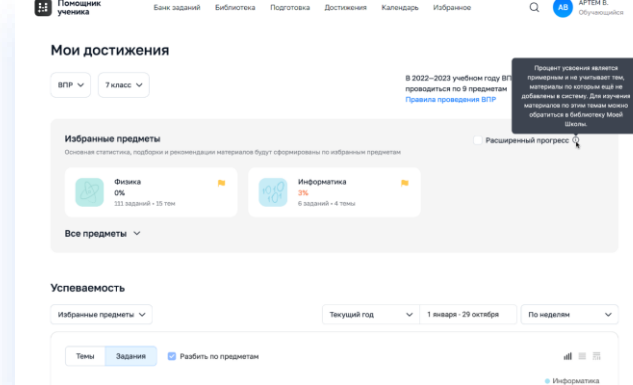 Помощник
ученика
Банк заданий Библиотека Подготовка Достижения Календарь Избранное
АВ
АРТЕМ В.
Обучающийся
Мои достижения
ВПР
7 класс
В 2022–2023 учебном году ВП
проводиться по 9 предметам
Правила проведения ВПР
Процент усвоения является
примерным и не учитывает тем,
материалы по которым ещё не
добавлены в систему. Для изучения
материалов по этим темам можно
обратиться в библиотеку Моей
Школы.
Избранные предметы
Основная статистика, подборки и рекомендации материалов будут сформированы по избранным предметам
Расширенный прогресс
Физика
0%
111 заданий • 15 тем
Информатика
3%
6 заданий • 4 темы
Все предметы
Успеваемость
Избранные предметы
Текущий год
1 января - 29 октября
По неделям
Темы Задания Разбить по предметам
Информатика